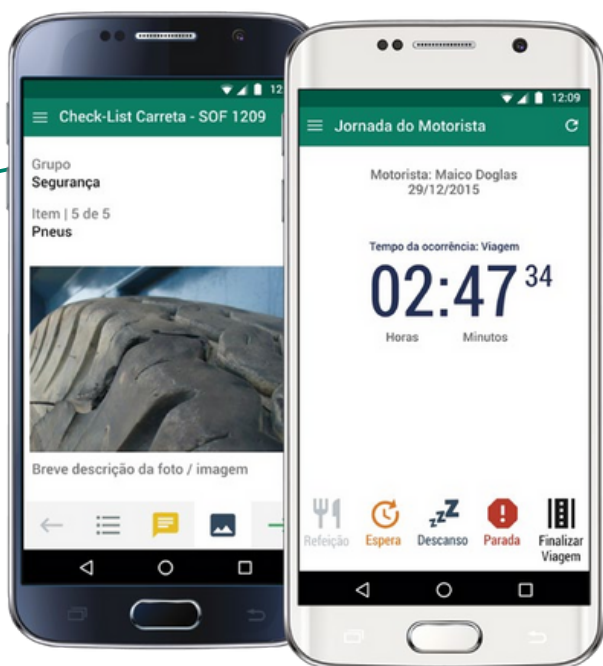 12
Check-List Carreta - SOF 1209
Grupo
Segurança
Item | 5 de 5
Pneus
Breve descrição da foto / imagem
12:09
Jornada do Motorista
Motorista: Maico Doglas
29/12/2015
Tempo da ocorrência: Viagem
02:47 34
Horas Minutos
Refeição Espera Descanso Parada Finalizar
Viagem